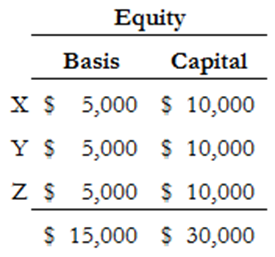 Equity
Basis Capital
X $ 5,000 $ 10,000
Y $ 5,000 $ 10,000
Z $ 5,000 $ 10,000
$ 15,000 $ 30,000